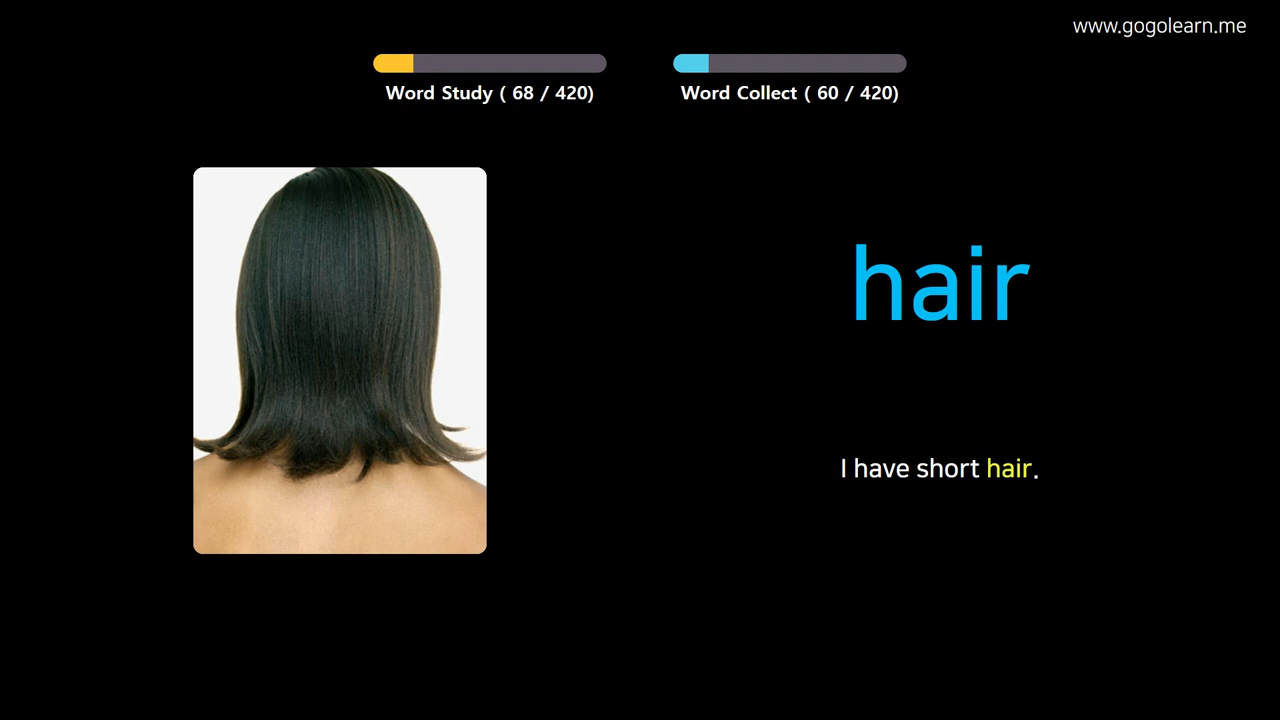 www.gogolearn.me
Word Study ( 68 / 420)
Word Collect ( 60 / 420)
hair
I have short hair.